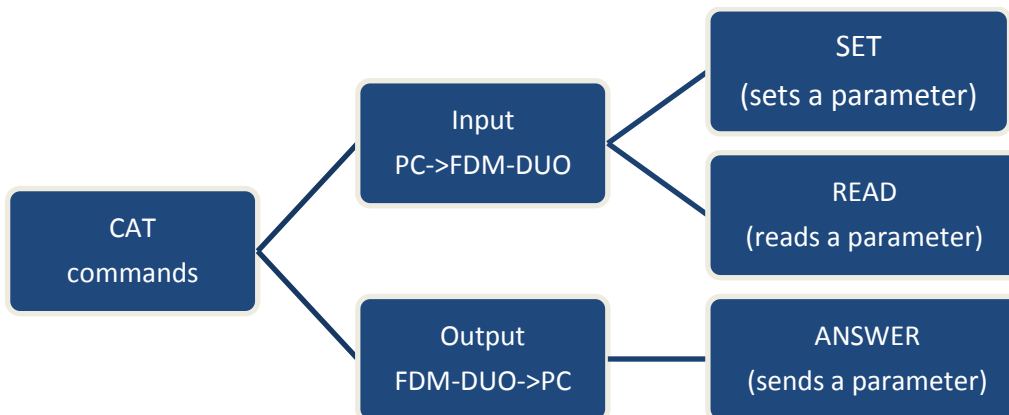 CAT
commands
Input
PC->FDM-DUO
Output
FDM-DUO->PC
SET
(sets a parameter)
READ
(reads a parameter)
ANSWER
(sends a parameter)